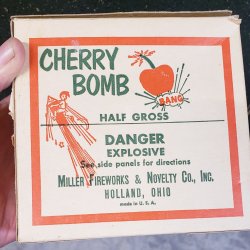 CHERRY
BOMB
BANG
HALF GROSS
DANGER
EXPLOSIVE
See side panels for directions
MILLER FIREWORKS & NOVELTY CO., INC.
HOLLAND, OHIO
made in U.S.A.